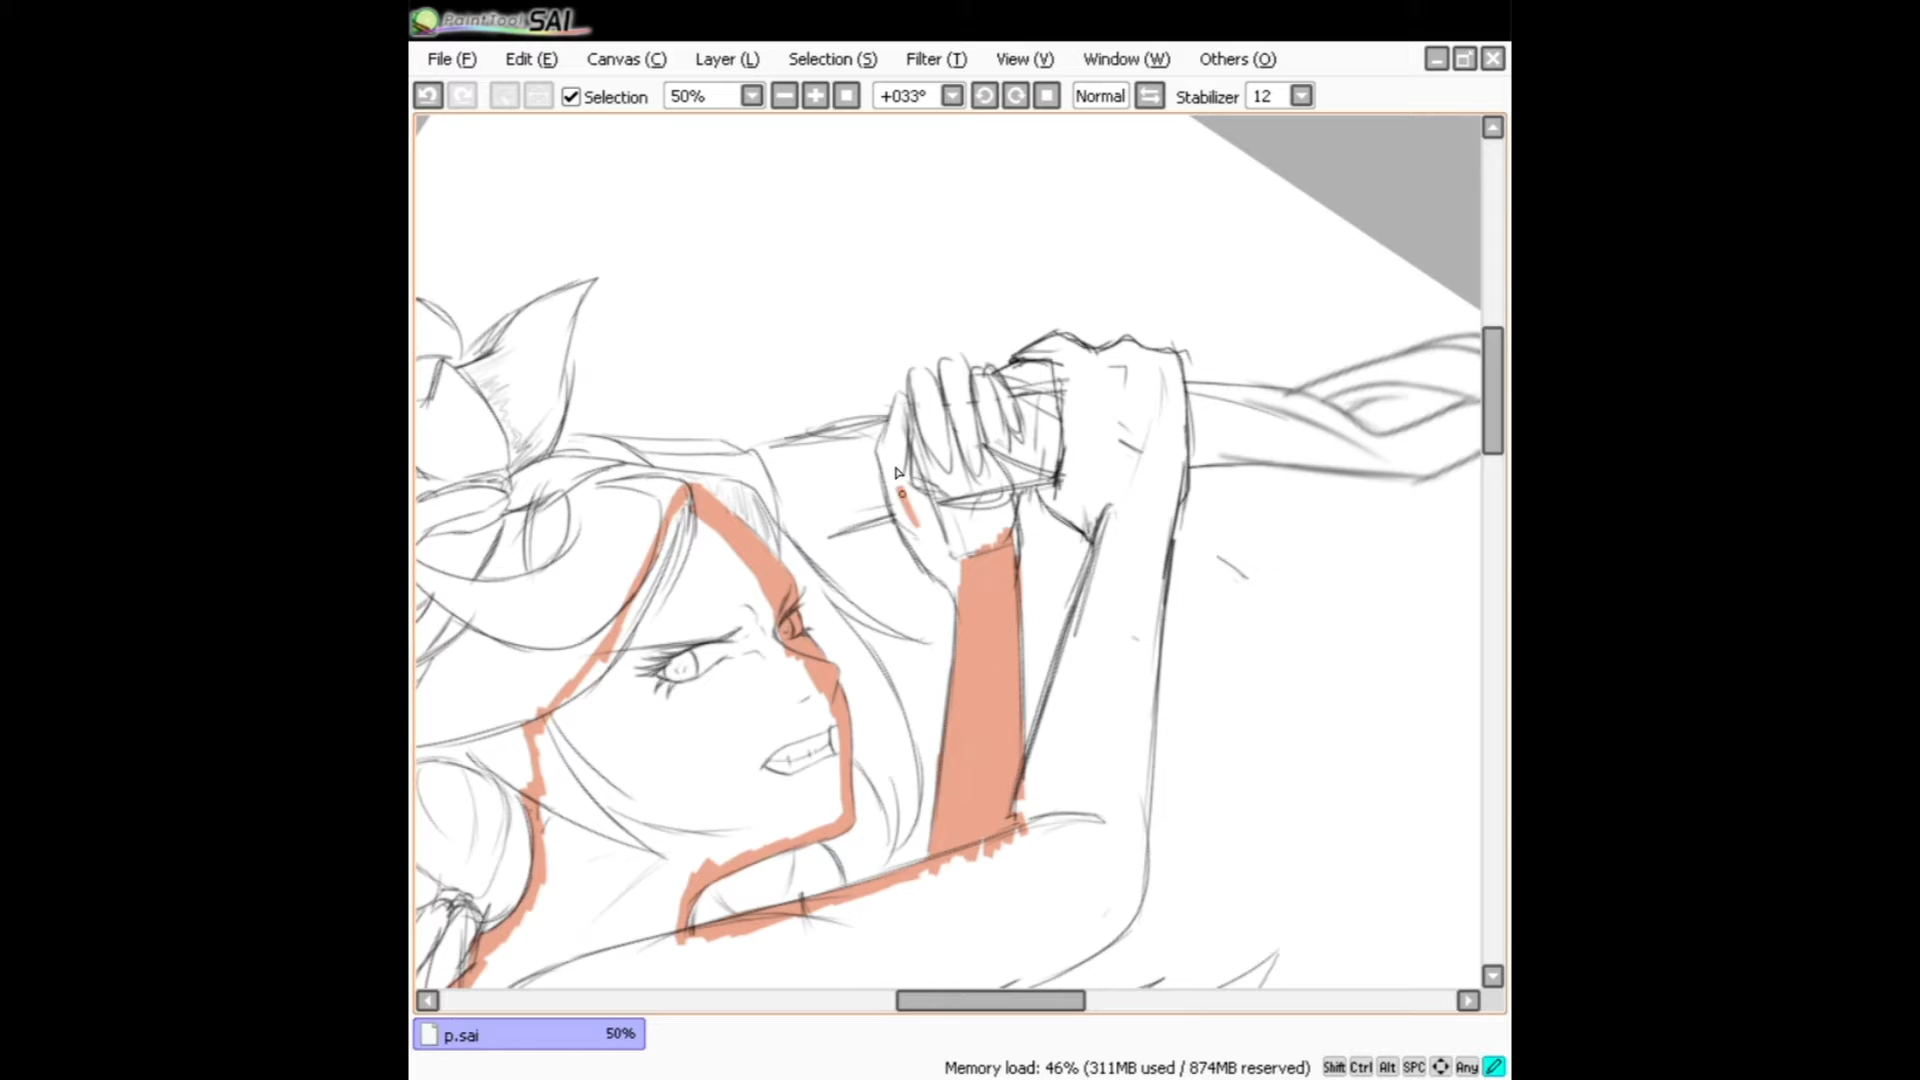 PaintTool SAI
File (F) Edit (E) Canvas (C) Layer (L) Selection (S) Filter (T) View (V) Window (W) Others (O)
Selection 50% +033° Normal Stabilizer 12
p.sai 50%
Memory load: 46% (311MB used / 874MB reserved) Shift Ctrl Alt SPC Any